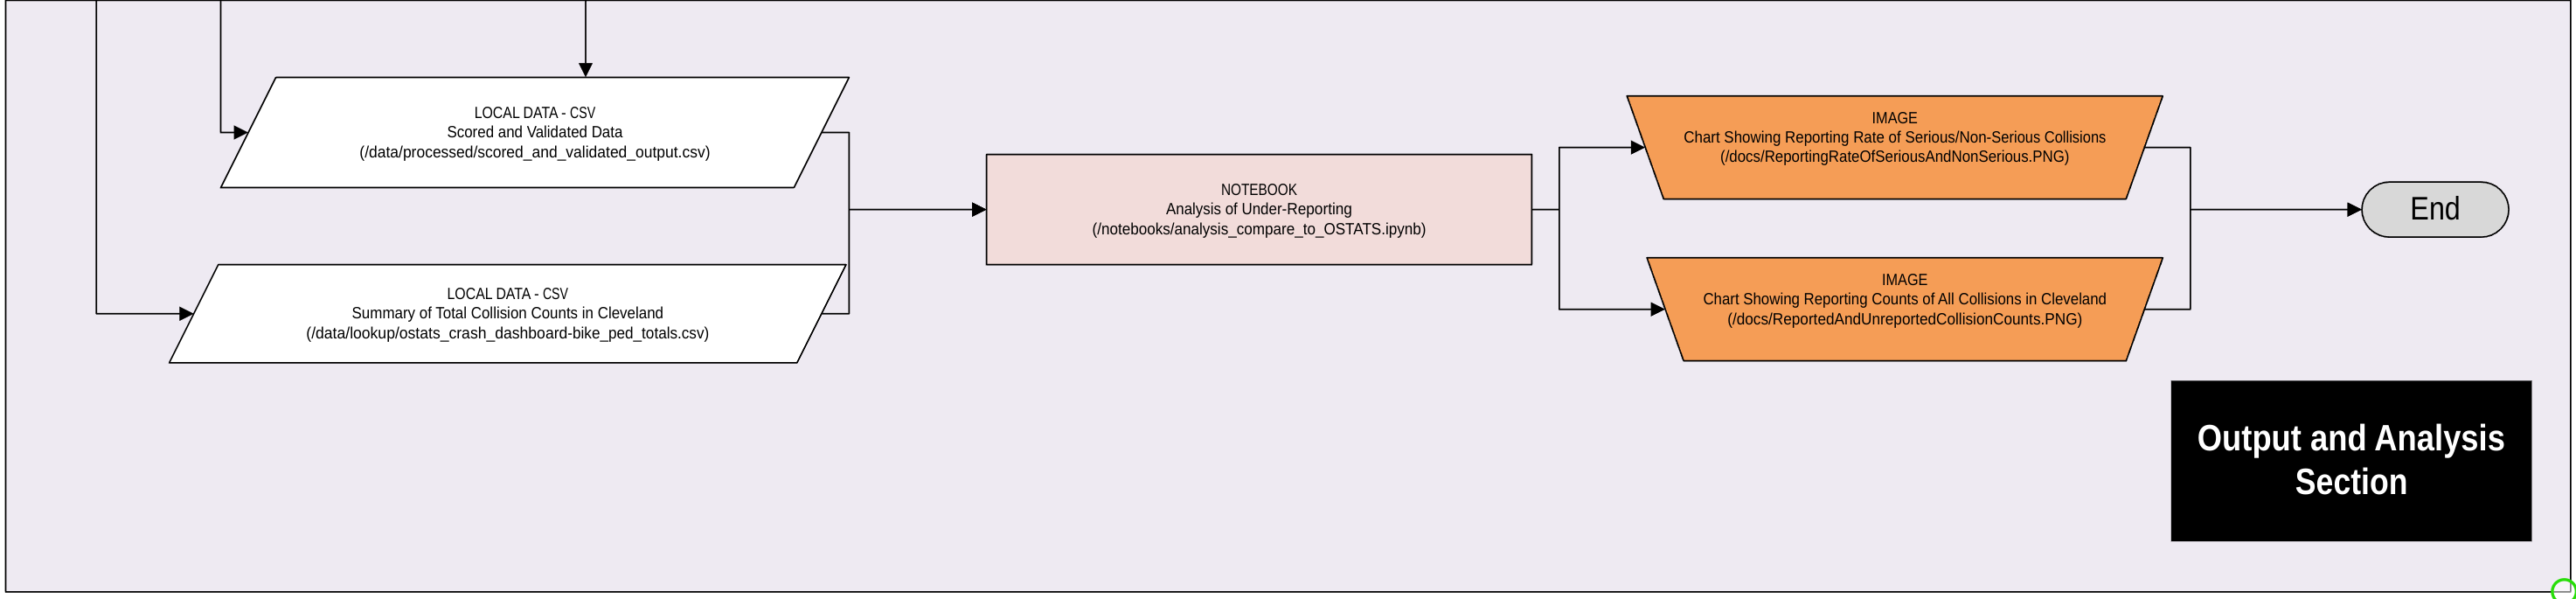 LOCAL DATA - CSV
Scored and Validated Data
(/data/processed/scored_and_validated_output.csv)
LOCAL DATA - CSV
Summary of Total Collision Counts in Cleveland
(/data/lookup/ostats_crash_dashboard-bike_ped_totals.csv)
NOTEBOOK
Analysis of Under-Reporting
(/notebooks/analysis_compare_to_OSTATS.ipynb)
IMAGE
Chart Showing Reporting Rate of Serious/Non-Serious Collisions
(/docs/ReportingRateOfSeriousAndNonSerious.PNG)
IMAGE
Chart Showing Reporting Counts of All Collisions in Cleveland
(/docs/ReportedAndUnreportedCollisionCounts.PNG)
End
Output and Analysis
Section